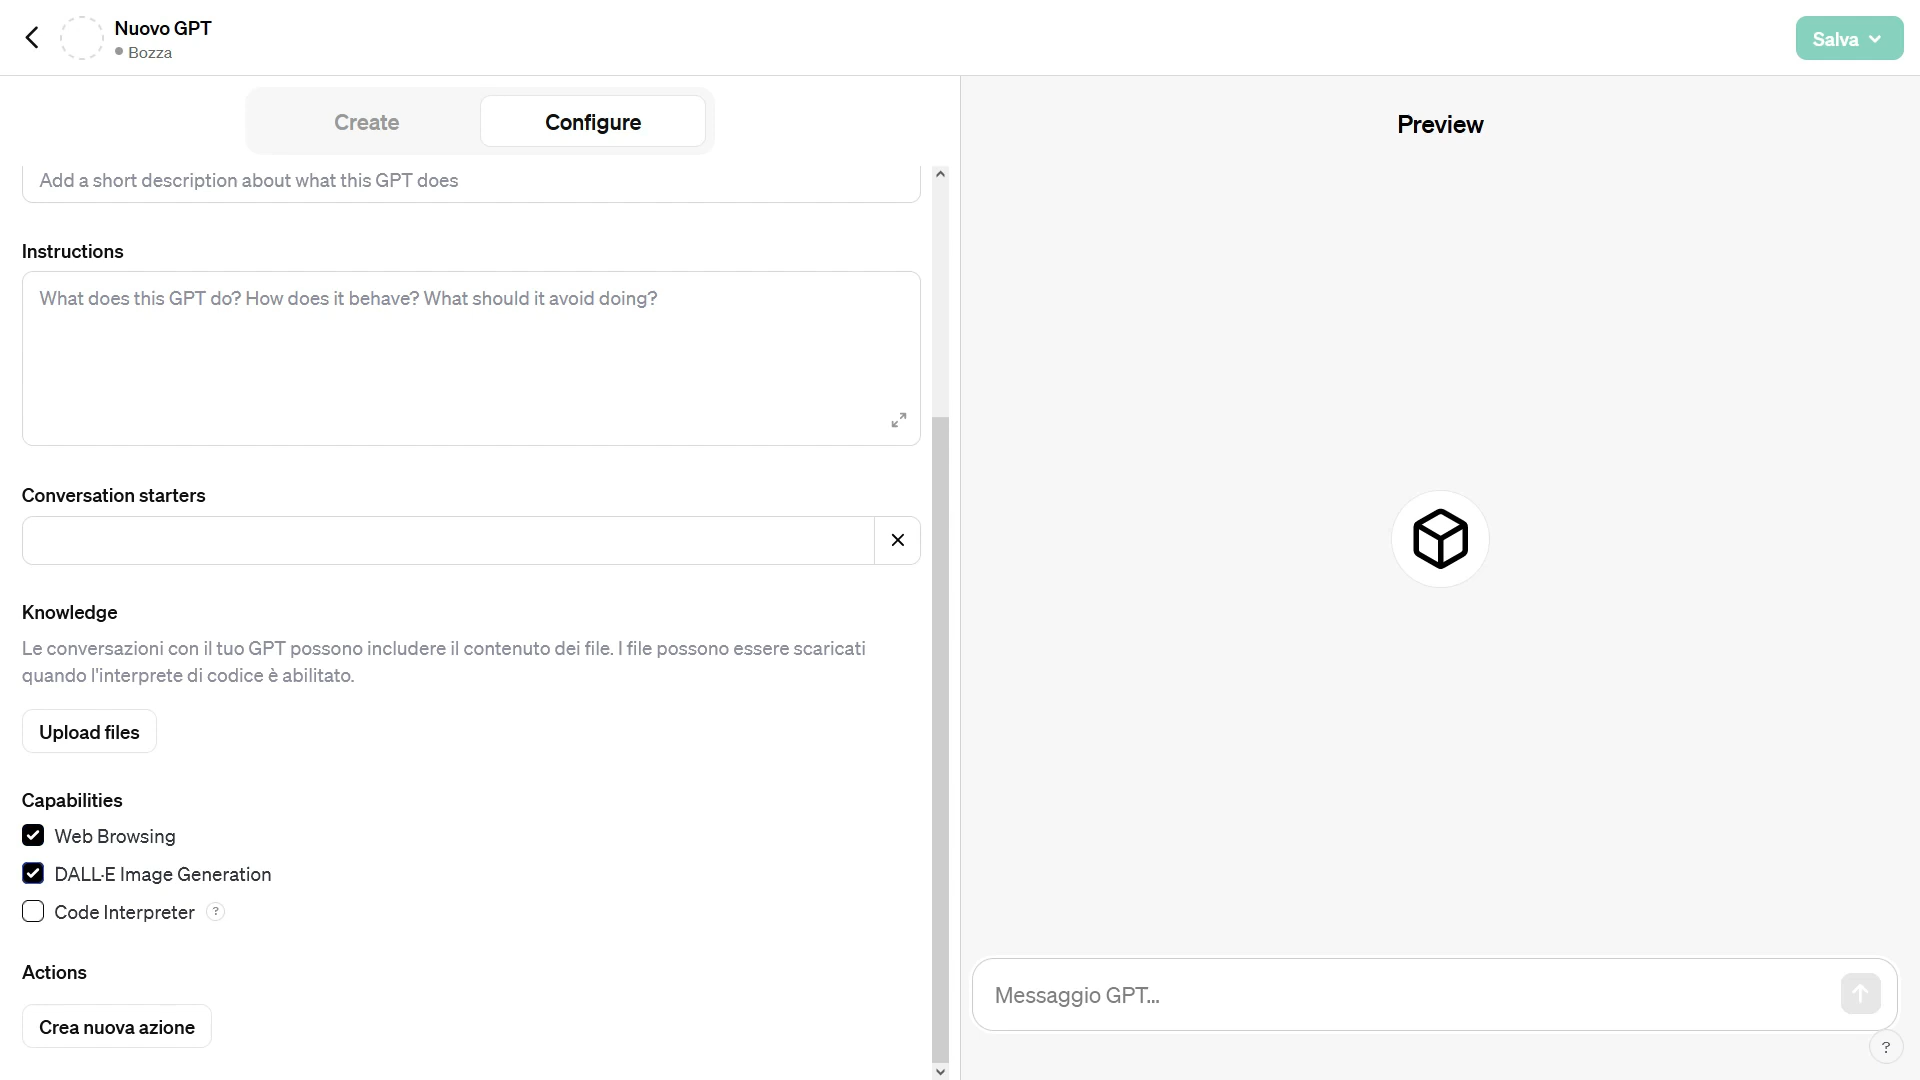 Nuovo GPT
Bozza
Salva
Create
Configure
Preview
Add a short description about what this GPT does
Instructions
What does this GPT do? How does it behave? What should it avoid doing?
Conversation starters
Knowledge
Le conversazioni con il tuo GPT possono includere il contenuto dei file. I file possono essere scaricati
quando l'interprete di codice è abilitato.
Upload files
Capabilities
Web Browsing
DALL·E Image Generation
Code Interpreter ?
Actions
Crea nuova azione
Messaggio GPT...
?